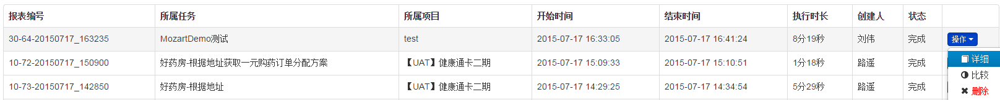 报表编号 所属任务 所属项目 开始时间 结束时间 执行时长 创建人 状态
30-64-20150717_163235 MozartDemo测试 test 2015-07-17 16:33:05 2015-07-17 16:41:24 8分19秒 刘伟 完成 操作
10-72-20150717_150900 好药房-根据地址获取一元购药订单分配方案 【UAT】健康通卡二期 2015-07-17 15:09:33 2015-07-17 15:10:51 1分18秒 路遥 完成
详细
比较
10-73-20150717_142850 好药房-根据地址 【UAT】健康通卡二期 2015-07-17 14:29:25 2015-07-17 14:34:54 5分29秒 路遥 完成
删除